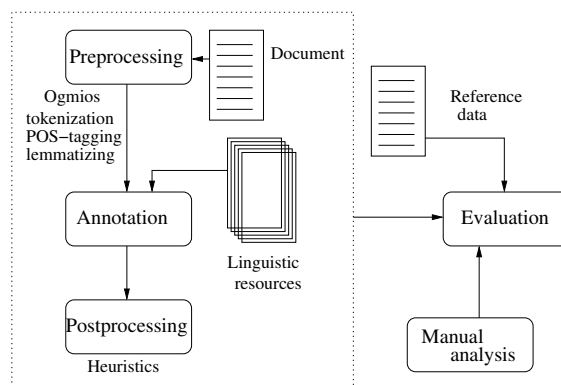 Preprocessing
Document
Ogmios
tokenization
POS−tagging
lemmatizing
Annotation
Linguistic
resources
Postprocessing
Heuristics
Reference
data
Evaluation
Manual
analysis